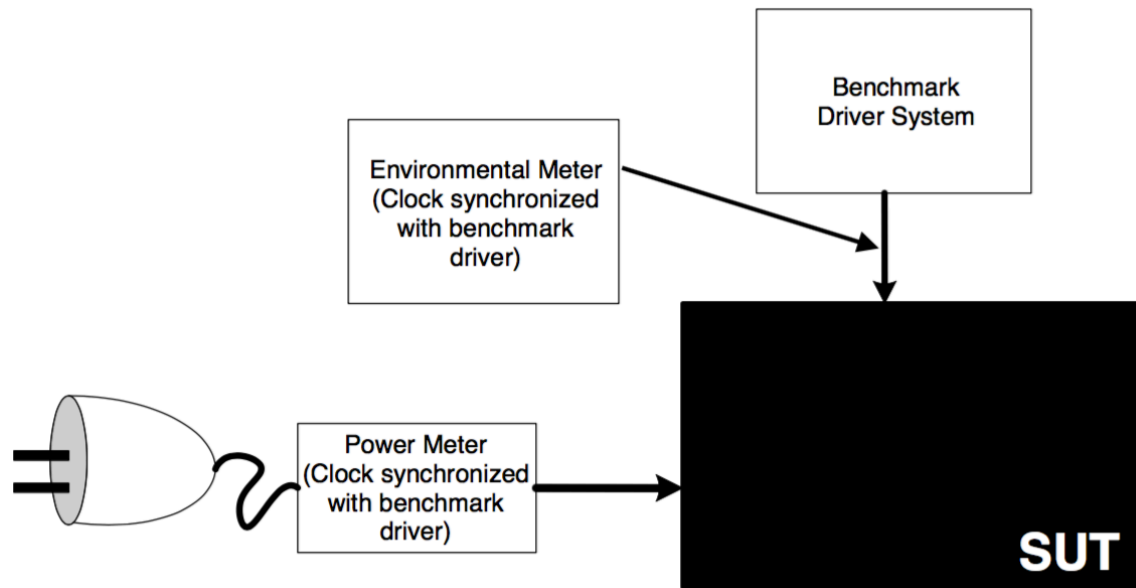 Benchmark
Driver System
Environmental Meter
(Clock synchronized
with benchmark
driver)
Power Meter
(Clock synchronized
with benchmark
driver)
SUT